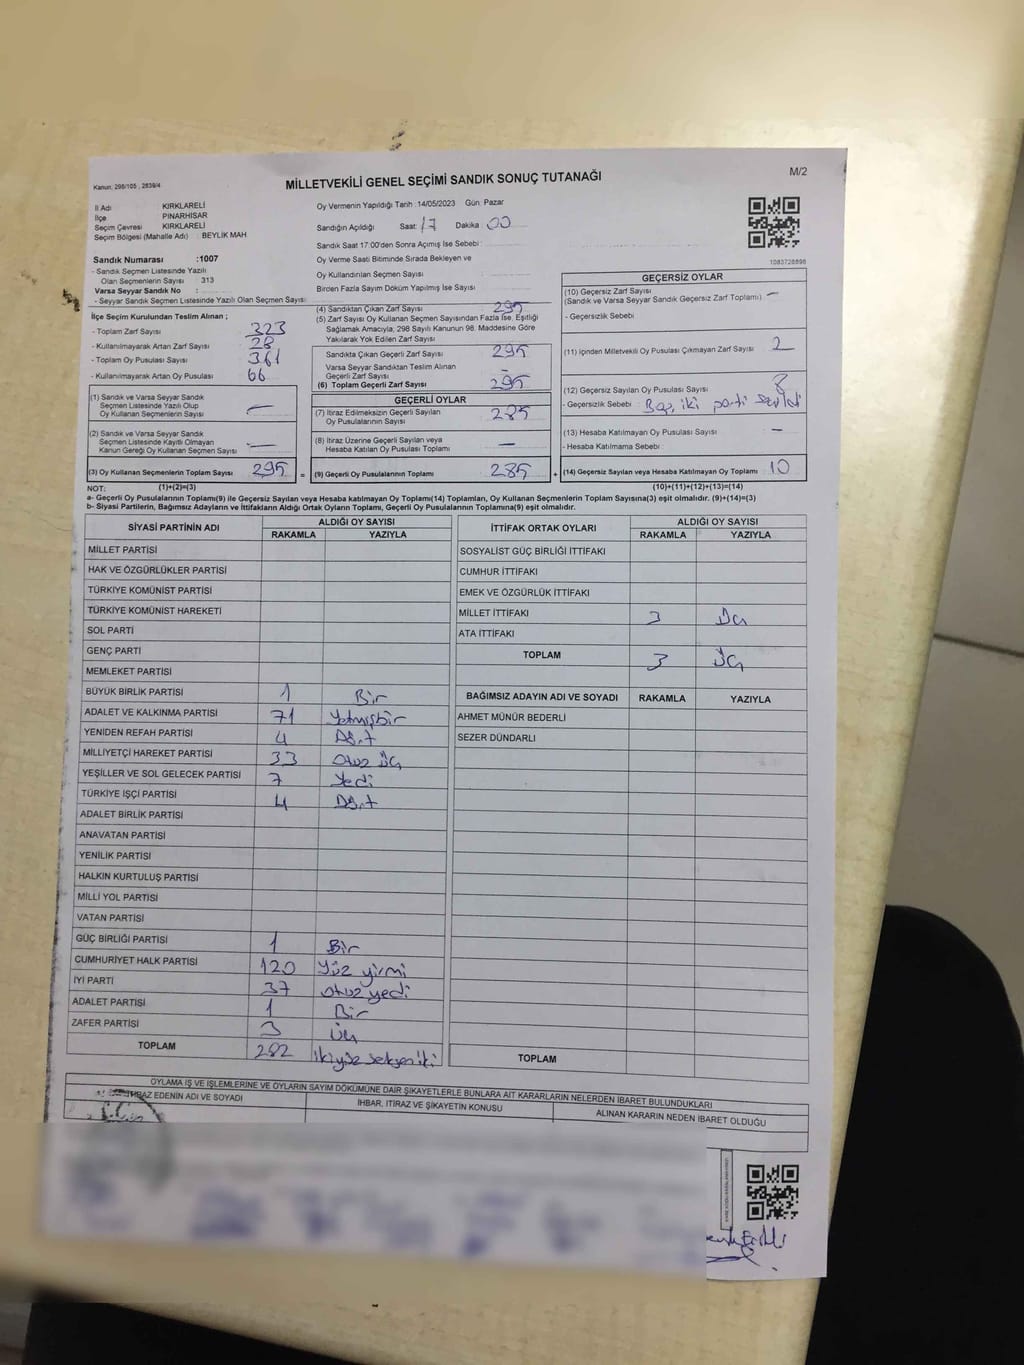 Kanun, 298/105 , 2839/4
MİLLETVEKİLİ GENEL SEÇİMİ SANDIK SONUÇ TUTANAĞI
M/2
İl Adı KIRKLARELİ
İlçe PINARHİSAR
Seçim Çevresi KIRKLARELİ
Seçim Bölgesi (Mahalle Adı) : BEYLİK MAH.
Oy Vermenin Yapıldığı Tarih : 14/05/2023 Gün: Pazar
Sandığın Açıldığı Saat: 17 Dakika 00
Sandık Saat 17:00'den Sonra Açımış İse Sebebi :
Sandık Numarası :1007
- Sandık Seçmen Listesinde Yazılı
Olan Seçmenlerin Sayısı 313
Varsa Seyyar Sandık No :
- Seyyar Sandık Seçmen Listesinde Yazılı Olan Seçmen Sayısı :
Oy Verme Saati Bitiminde Sırada Bekleyen ve
Oy Kullandırılan Seçmen Sayısı
Birden Fazla Sayım Döküm Yapılmış İse Sayısı
1083728898
İlçe Seçim Kurulundan Teslim Alınan ;
- Toplam Zarf Sayısı 323
- Kullanılmayarak Artan Zarf Sayısı 28
- Toplam Oy Pusulası Sayısı 361
- Kullanılmayarak Artan Oy Pusulası 66
(1) Sandık ve Varsa Seyyar Sandık
Seçmen Listesinde Yazılı Olup
Oy Kullanan Seçmenlerin Sayısı —
(2) Sandık ve Varsa Seyyar Sandık
Seçmen Listesinde Kayıtlı Olmayan
Kanun Gereği Oy Kullanan Seçmen Sayısı —
(3) Oy Kullanan Seçmenlerin Toplam Sayısı 295 =
(4) Sandıktan Çıkan Zarf Sayısı 295
(5) Zarf Sayısı Oy Kullanan Seçmen Sayısından Fazla İse, Eşitliği
Sağlamak Amacıyla; 298 Sayılı Kanunun 98. Maddesine Göre
Yakılarak Yok Edilen Zarf Sayısı
Sandıkta Çıkan Geçerli Zarf Sayısı 295
Varsa Seyyar Sandıktan Teslim Alınan
Geçerli Zarf Sayısı —
(6) Toplam Geçerli Zarf Sayısı 295
GEÇERLİ OYLAR
(7) İtiraz Edilmeksizin Geçerli Sayılan
Oy Pusulalarının Sayısı 285
(8) İtiraz Üzerine Geçerli Sayılan veya
Hesaba Katılan Oy Pusulası Toplamı —
(9) Geçerli Oy Pusulalarının Toplamı 285 +
GEÇERSİZ OYLAR
(10) Geçersiz Zarf Sayısı
(Sandık ve Varsa Seyyar Sandık Geçersiz Zarf Toplamı) —
- Geçersizlik Sebebi
(11) İçinden Milletvekili Oy Pusulası Çıkmayan Zarf Sayısı 2
(12) Geçersiz Sayılan Oy Pusulası Sayısı 8
- Geçersizlik Sebebi : Boş, iki parti
(13) Hesaba Katılmayan Oy Pusulası Sayısı —
- Hesaba Katılmama Sebebi :
(14) Geçersiz Sayılan veya Hesaba Katılmayan Oy Toplamı 10
NOT: (1)+(2)=(3) (10)+(11)+(12)+(13)=(14)
a- Geçerli Oy Pusulalarının Toplamı(9) ile Geçersiz Sayılan veya Hesaba katılmayan Oy Toplamı(14) Toplamları, Oy Kullanan Seçmenlerin Toplam Sayısına(3) eşit olmalıdır. (9)+(14)=(3)
b- Siyasi Partilerin, Bağımsız Adayların ve İttifakların Aldığı Ortak Oyların Toplamı, Geçerli Oy Pusulalarının Toplamına(9) eşit olmalıdır.
SİYASİ PARTİNİN ADI ALDIĞI OY SAYISI
RAKAMLA YAZIYLA
MİLLET PARTİSİ
HAK VE ÖZGÜRLÜKLER PARTİSİ
TÜRKİYE KOMÜNİST PARTİSİ
TÜRKİYE KOMÜNİST HAREKETİ
SOL PARTİ
GENÇ PARTİ
MEMLEKET PARTİSİ
BÜYÜK BİRLİK PARTİSİ 1 Bir
ADALET VE KALKINMA PARTİSİ 71 Yetmişbir
YENİDEN REFAH PARTİSİ 4 Dört
MİLLİYETÇİ HAREKET PARTİSİ 33 otuz üç
YEŞİLLER VE SOL GELECEK PARTİSİ 7 Yedi
TÜRKİYE İŞÇİ PARTİSİ 4 Dört
ADALET BİRLİK PARTİSİ
ANAVATAN PARTİSİ
YENİLİK PARTİSİ
HALKIN KURTULUŞ PARTİSİ
MİLLİ YOL PARTİSİ
VATAN PARTİSİ
GÜÇ BİRLİĞİ PARTİSİ 1 Bir
CUMHURİYET HALK PARTİSİ 120 Yüz yirmi
İYİ PARTİ 37 otuz yedi
ADALET PARTİSİ 1 Bir
ZAFER PARTİSİ 3 Üç
TOPLAM 282 ikiyüz seksen iki
İTTİFAK ORTAK OYLARI ALDIĞI OY SAYISI
RAKAMLA YAZIYLA
SOSYALİST GÜÇ BİRLİĞİ İTTİFAKI
CUMHUR İTTİFAKI
EMEK VE ÖZGÜRLÜK İTTİFAKI
MİLLET İTTİFAKI 3 Üç
ATA İTTİFAKI
TOPLAM 3 Üç
BAĞIMSIZ ADAYIN ADI VE SOYADI RAKAMLA YAZIYLA
AHMET MÜNÜR BEDERLİ
SEZER DÜNDARLI
TOPLAM
OYLAMA İŞ VE İŞLEMLERİNE VE OYLARIN SAYIM DÖKÜMÜNE DAİR ŞİKAYETLERLE BUNLARA AİT KARARLARIN NELERDEN İBARET BULUNDUKLARI
İTİRAZ EDENİN ADI VE SOYADI İHBAR, İTİRAZ VE ŞİKAYETİN KONUSU ALINAN KARARIN NEDEN İBARET OLDUĞU
T.C.